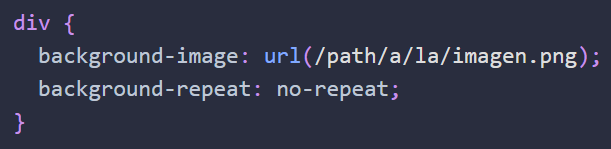 div {
  background-image: url(/path/a/la/imagen.png);
  background-repeat: no-repeat;
}